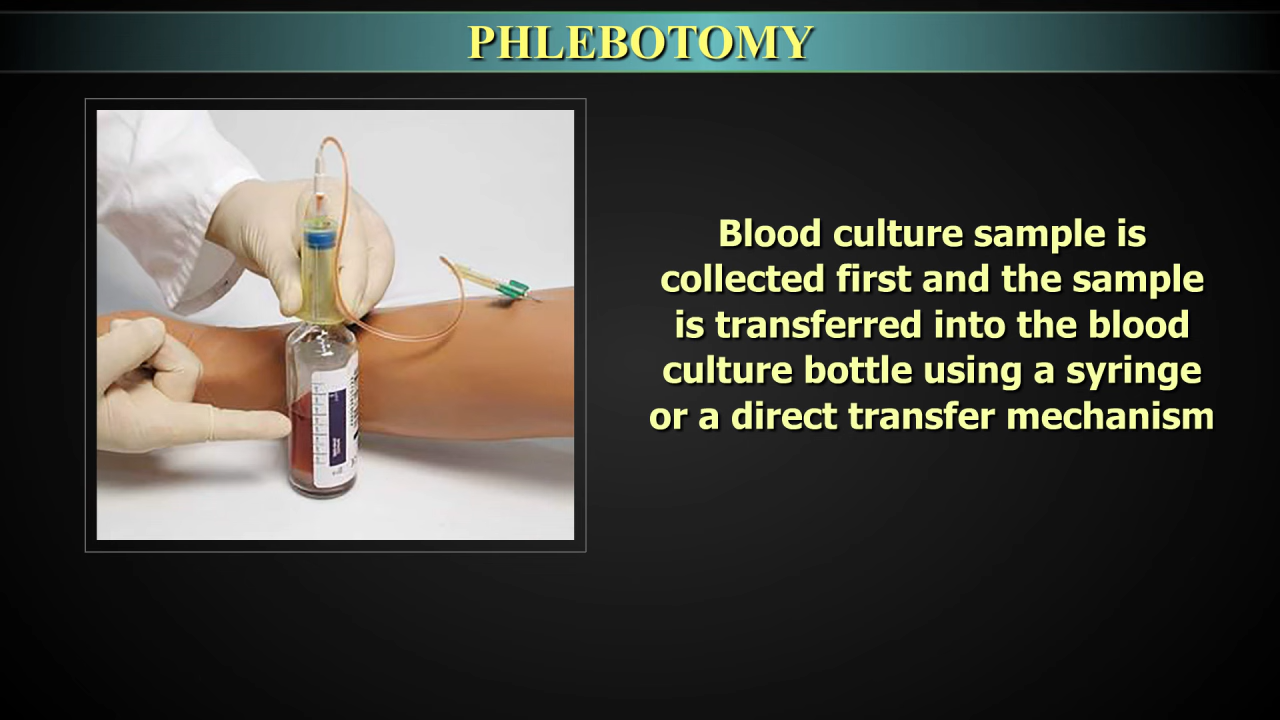 PHLEBOTOMY
Blood culture sample is
collected first and the sample
is transferred into the blood
culture bottle using a syringe
or a direct transfer mechanism